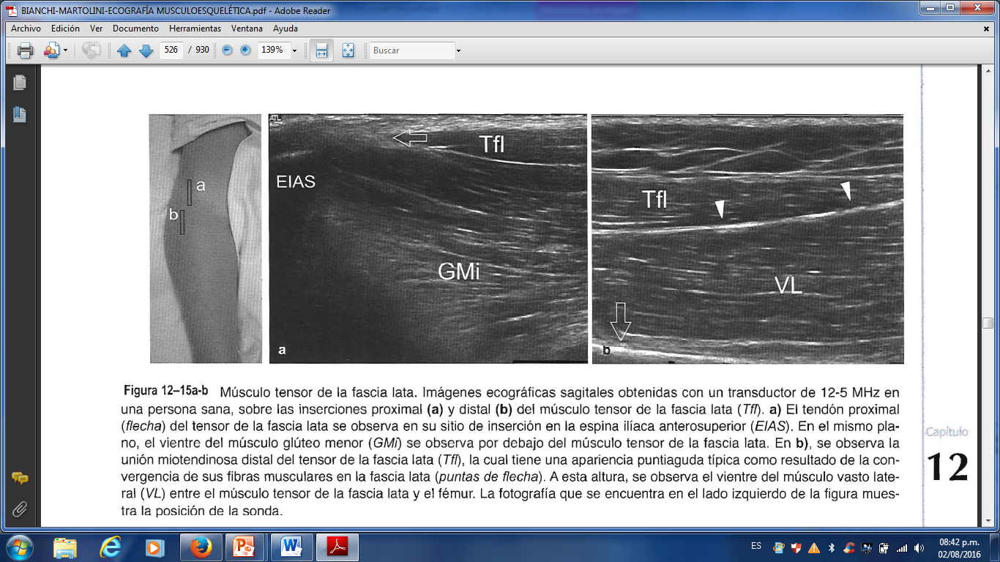 BIANCHI-MARTOLINI-ECOGRAFÍA MUSCULOESQUELÉTICA.pdf - Adobe Reader
Archivo Edición Ver Documento Herramientas Ventana Ayuda
526 / 930 139% Buscar
ATL
Tfl
EIAS
GMi
a
a
b
Tfl
VL
b
Figura 12–15a-b Músculo tensor de la fascia lata. Imágenes ecográficas sagitales obtenidas con un transductor de 12-5 MHz en
una persona sana, sobre las inserciones proximal (a) y distal (b) del músculo tensor de la fascia lata (Tfl). a) El tendón proximal
(flecha) del tensor de la fascia lata se observa en su sitio de inserción en la espina ilíaca anterosuperior (EIAS). En el mismo pla-
no, el vientre del músculo glúteo menor (GMi) se observa por debajo del músculo tensor de la fascia lata. En b), se observa la
unión miotendinosa distal del tensor de la fascia lata (Tfl), la cual tiene una apariencia puntiaguda típica como resultado de la con-
vergencia de sus fibras musculares en la fascia lata (puntas de flecha). A esta altura, se observa el vientre del músculo vasto late-
ral (VL) entre el músculo tensor de la fascia lata y el fémur. La fotografía que se encuentra en el lado izquierdo de la figura mues-
tra la posición de la sonda.
Capítulo
12
ES
08:42 p.m.
02/08/2016